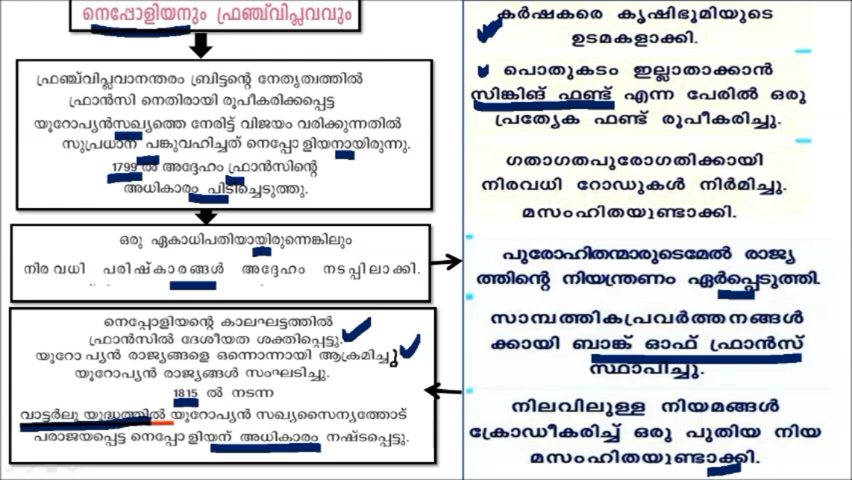 നെപ്പോളിയനും ഫ്രഞ്ച്‌വിപ്ലവവും
ഫ്രഞ്ച്‌വിപ്ലവാനന്തരം ബ്രിട്ടന്റെ നേതൃത്വത്തിൽ
ഫ്രാൻസി നെതിരായി രൂപീകരിക്കപ്പെട്ട
യൂറോപ്യൻസഖ്യത്തെ നേരിട്ട് വിജയം വരിക്കുന്നതിൽ
സുപ്രധാന പങ്കുവഹിച്ചത് നെപ്പോ ളിയനായിരുന്നു.
1799 ൽ അദ്ദേഹം ഫ്രാൻസിന്റെ
അധികാരം പിടിച്ചെടുത്തു.
ഒരു ഏകാധിപതിയായിരുന്നെങ്കിലും
നിര വധി പരിഷ്കാരങ്ങൾ അദ്ദേഹം നടപ്പിലാക്കി.
നെപ്പോളിയന്റെ കാലഘട്ടത്തിൽ
ഫ്രാൻസിൽ ദേശീയത ശക്തിപ്പെട്ടു.
യൂറോ പ്യൻ രാജ്യങ്ങളെ ഒന്നൊന്നായി ആക്രമിച്ചു
യൂറോപ്യൻ രാജ്യങ്ങൾ സംഘടിച്ചു.
1815 ൽ നടന്ന
വാട്ടർലൂ യുദ്ധത്തിൽ യൂറോപ്യൻ സഖ്യസൈന്യത്തോട്
പരാജയപ്പെട്ട നെപ്പോ ളിയന് അധികാരം നഷ്ടപ്പെട്ടു.
കർഷകരെ കൃഷിഭൂമിയുടെ
ഉടമകളാക്കി.
പൊതുകടം ഇല്ലാതാക്കാൻ
സിങ്കിങ് ഫണ്ട് എന്ന പേരിൽ ഒരു
പ്രത്യേക ഫണ്ട് രൂപീകരിച്ചു.
ഗതാഗതപുരോഗതിക്കായി
നിരവധി റോഡുകൾ നിർമിച്ചു.
മസംഹിതയുണ്ടാക്കി.
പുരോഹിതന്മാരുടെമേൽ രാജ്യ
ത്തിന്റെ നിയന്ത്രണം ഏർപ്പെടുത്തി.
സാമ്പത്തികപ്രവർത്തനങ്ങൾ
ക്കായി ബാങ്ക് ഓഫ് ഫ്രാൻസ്
സ്ഥാപിച്ചു.
നിലവിലുള്ള നിയമങ്ങൾ
ക്രോഡീകരിച്ച് ഒരു പുതിയ നിയ
മസംഹിതയുണ്ടാക്കി.